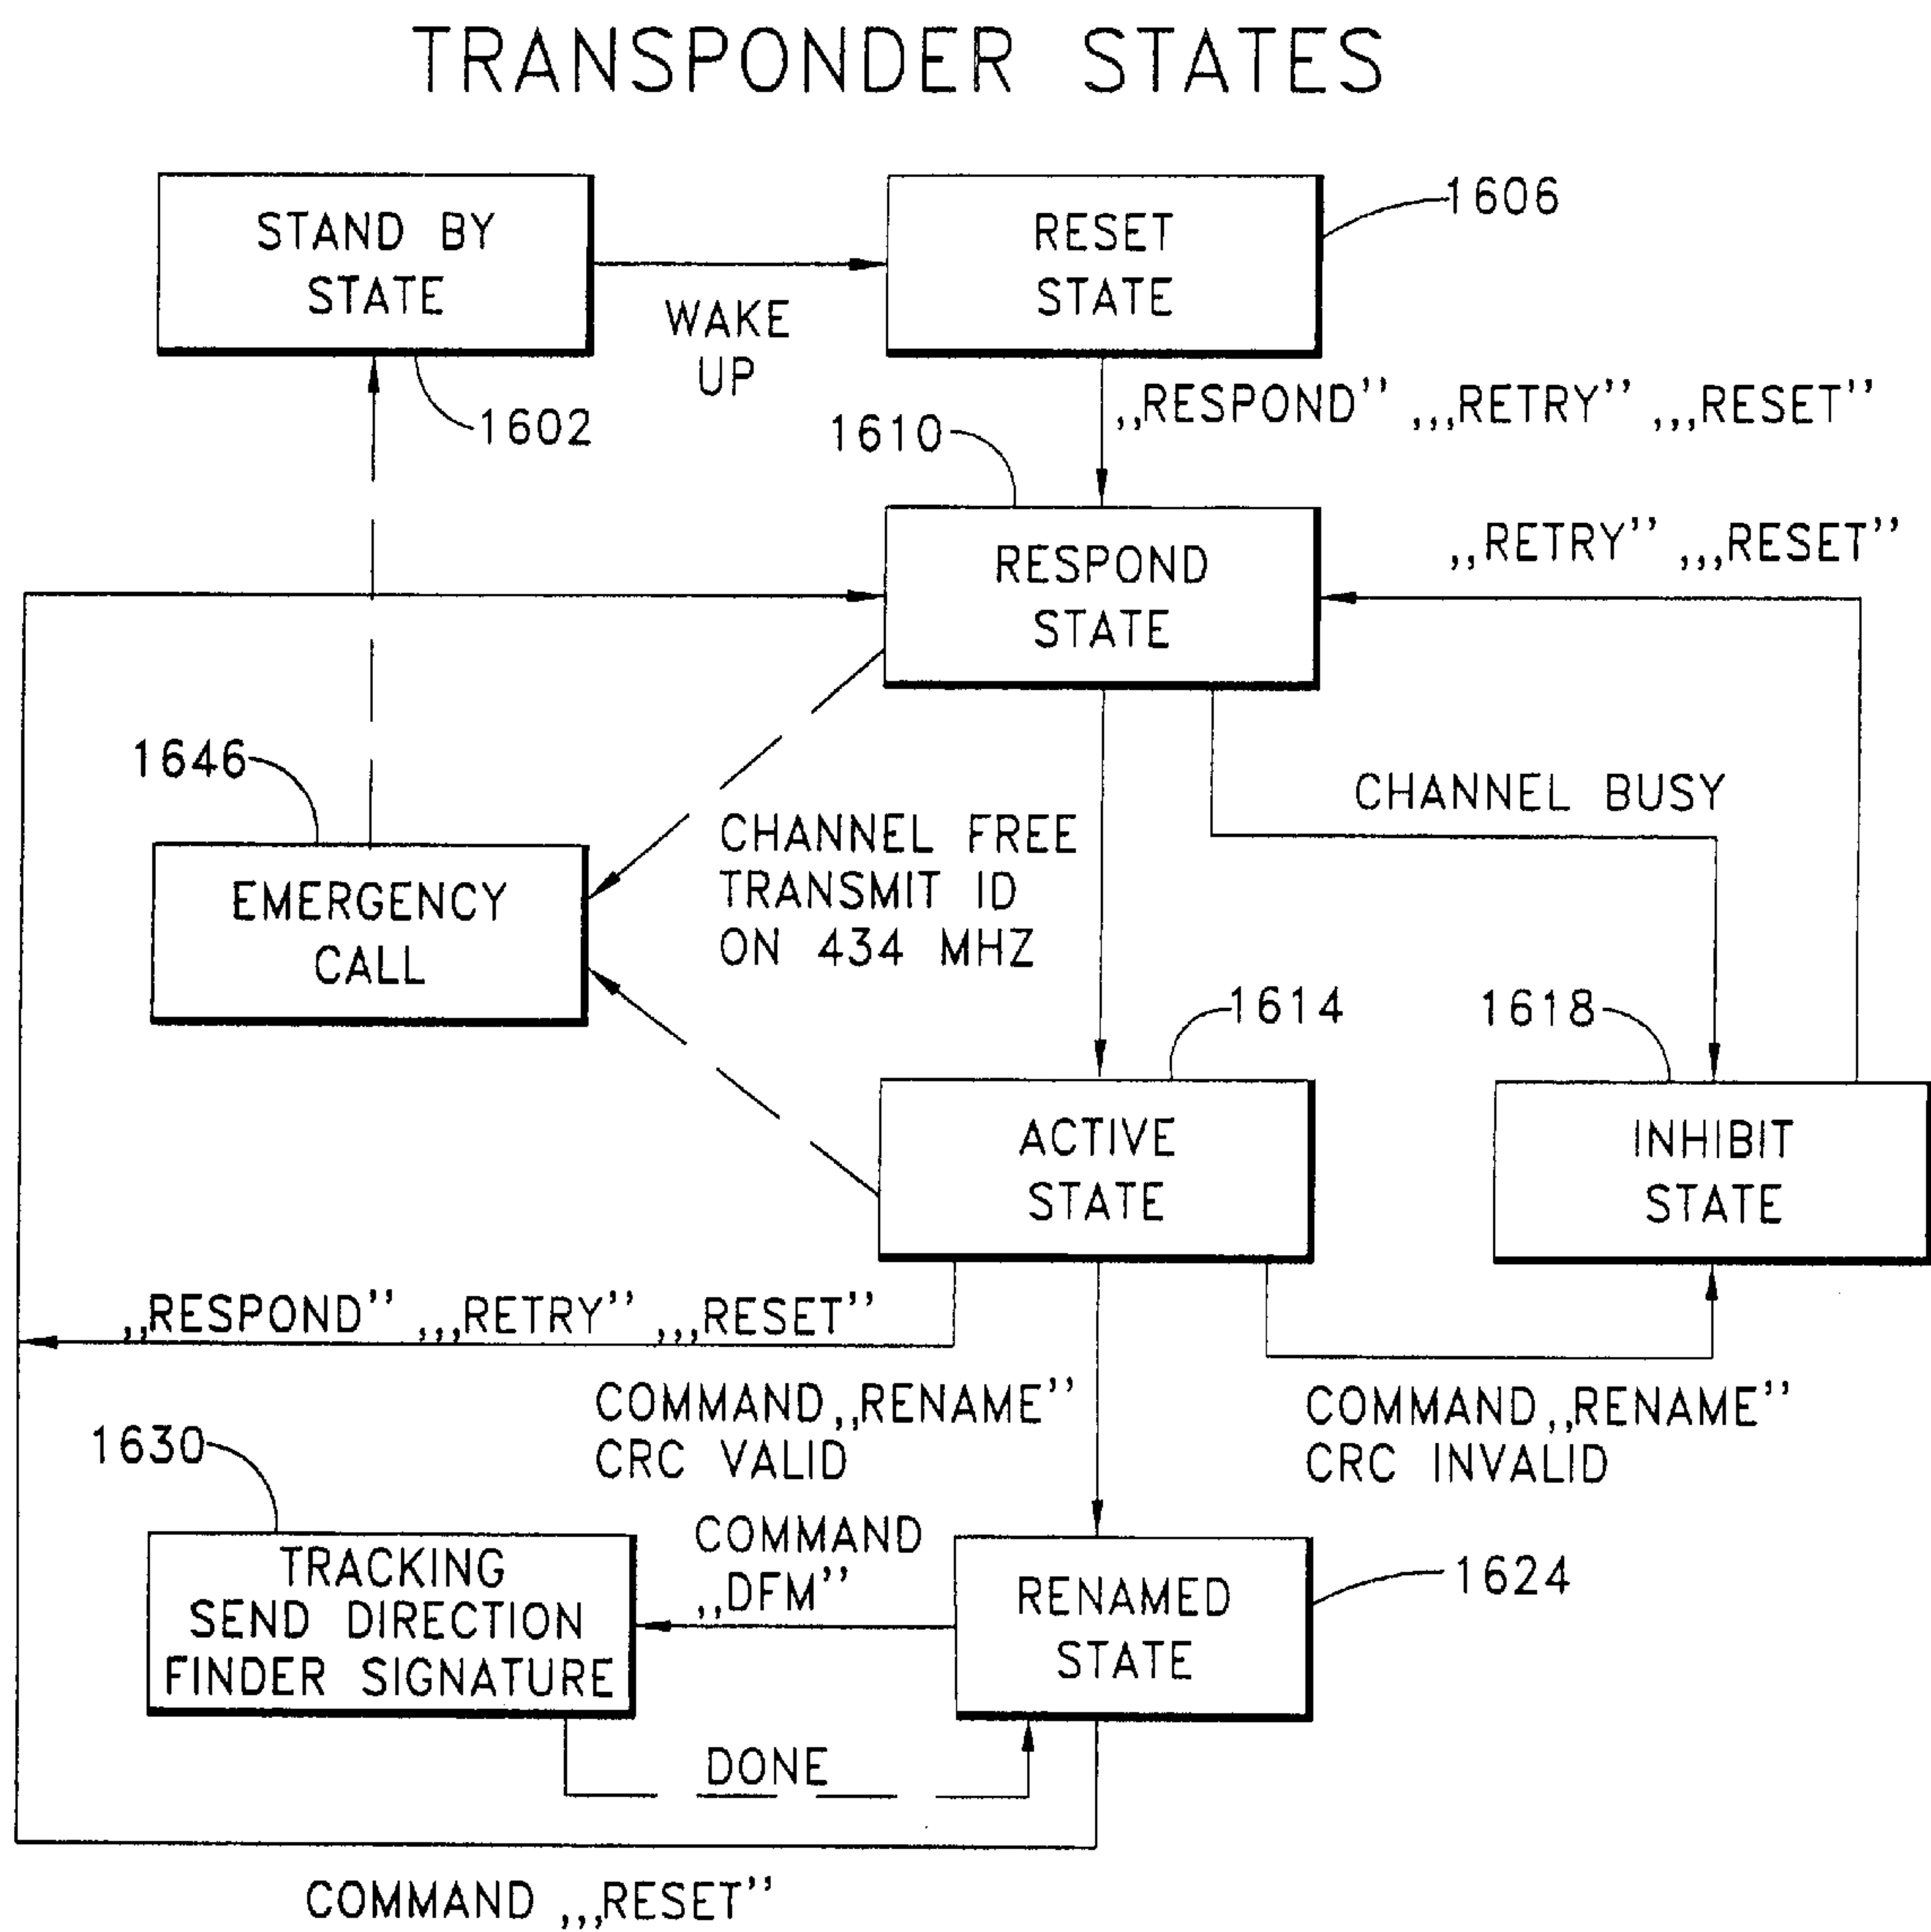 TRANSPONDER STATES
STAND BY
STATE
RESET
STATE
1606
WAKE
UP
1602
,,RESPOND’’ ,,,RETRY’’ ,,,RESET’’
1610
RESPOND
STATE
,,RETRY’’ ,,,RESET’’
1646
CHANNEL BUSY
EMERGENCY
CALL
CHANNEL FREE
TRANSMIT ID
ON 434 MHZ
1614
1618
ACTIVE
STATE
INHIBIT
STATE
,,RESPOND’’ ,,,RETRY’’ ,,,RESET’’
COMMAND,,RENAME’’
CRC VALID
COMMAND,,RENAME’’
CRC INVALID
1630
TRACKING
SEND DIRECTION
FINDER SIGNATURE
COMMAND
,,DFM’’
RENAMED
STATE
1624
DONE
COMMAND ,,,RESET’’